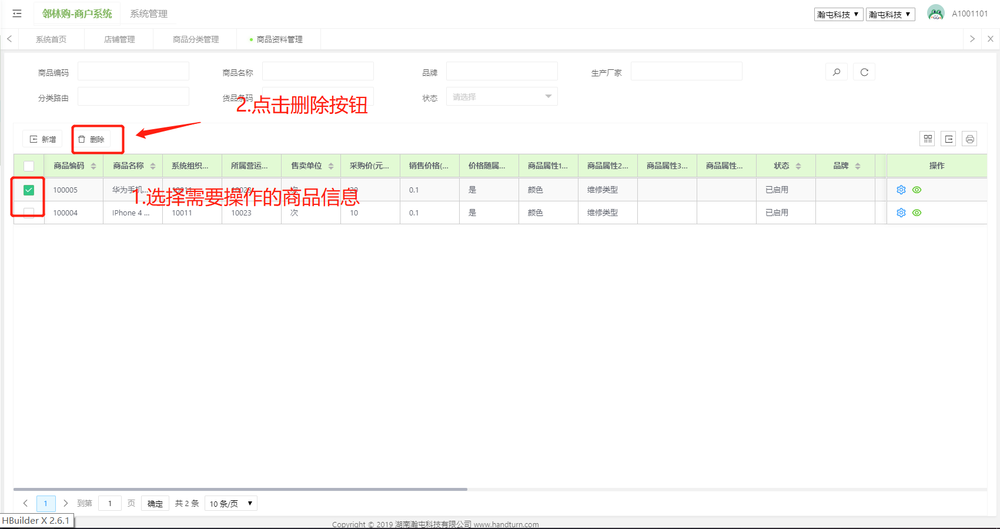 邻林购-商户系统 系统管理 瀚屯科技 ▼ 瀚屯科技 ▼ A1001101
系统首页 店铺管理 商品分类管理 商品资料管理 X
商品编码 商品名称 品牌 生产厂家
分类路由 货品条码 状态 请选择
2.点击删除按钮
新增 删除
商品编码 商品名称 系统组织... 所属营运... 售卖单位 采购价(元... 销售价格(... 价格随属... 商品属性1... 商品属性2... 商品属性3... 商品属性... 状态 品牌 操作
100005 华为手机... 10011 10023 次 20 0.1 是 颜色 维修类型 已启用
1.选择需要操作的商品信息
100004 IPhone 4 ... 10011 10023 次 10 0.1 是 颜色 维修类型 已启用
1 到第 1 页 确定 共 2 条 10 条/页 ▼
HBuilder X 2.6.1
Copyright © 2019 湖南瀚屯科技有限公司 www.handturn.com